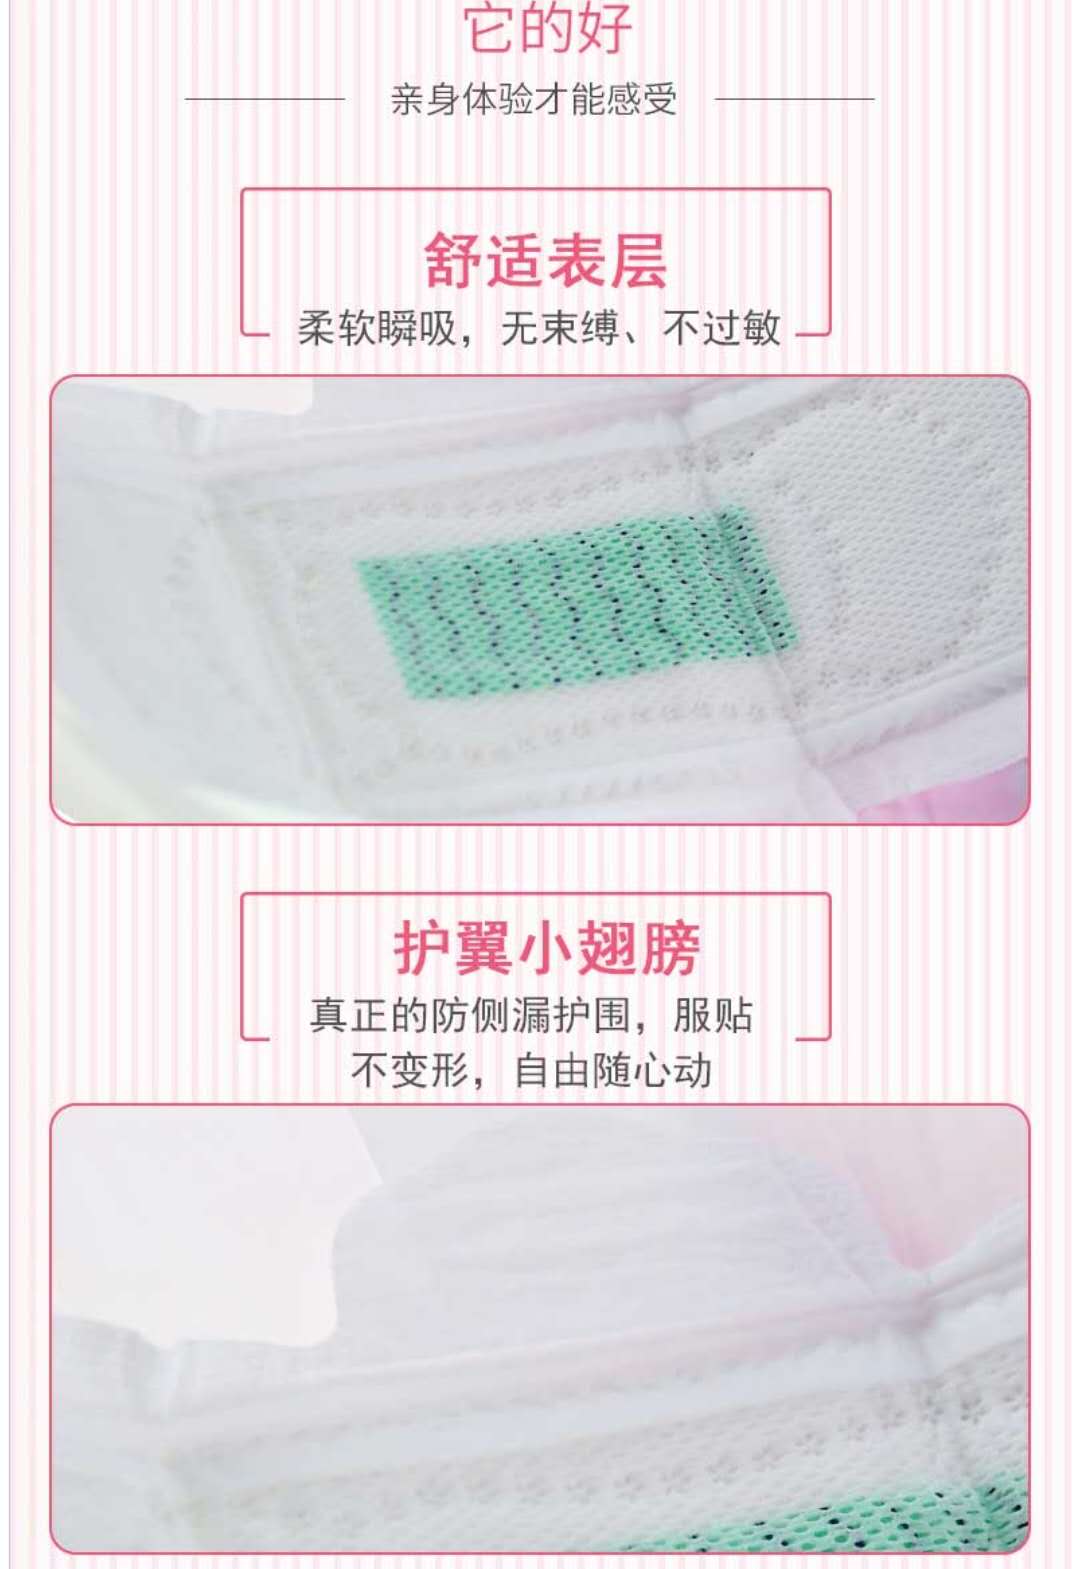 它的好
亲身体验才能感受
舒适表层
柔软瞬吸，无束缚、不过敏
护翼小翅膀
真正的防侧漏护围，服贴
不变形，自由随心动